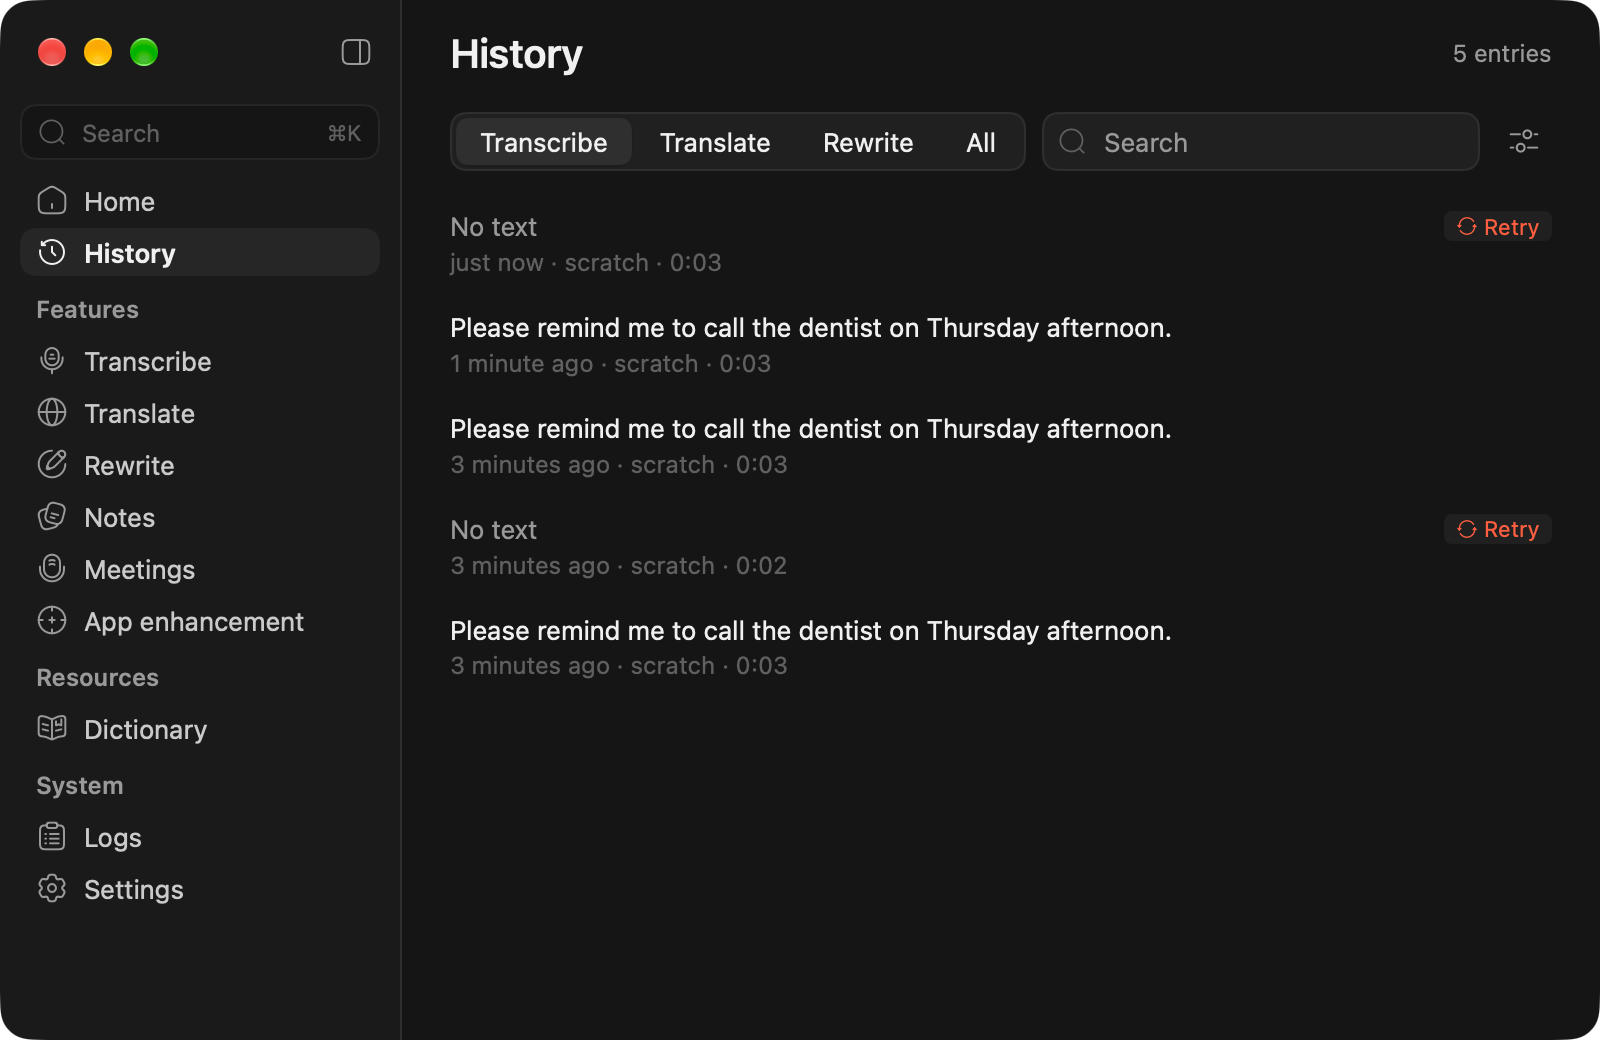 Search ⌘K
Home
History
Features
Transcribe
Translate
Rewrite
Notes
Meetings
App enhancement
Resources
Dictionary
System
Logs
Settings
History
5 entries
Transcribe Translate Rewrite All
Search
No text
Retry
just now · scratch · 0:03
Please remind me to call the dentist on Thursday afternoon.
1 minute ago · scratch · 0:03
Please remind me to call the dentist on Thursday afternoon.
3 minutes ago · scratch · 0:03
No text
Retry
3 minutes ago · scratch · 0:02
Please remind me to call the dentist on Thursday afternoon.
3 minutes ago · scratch · 0:03